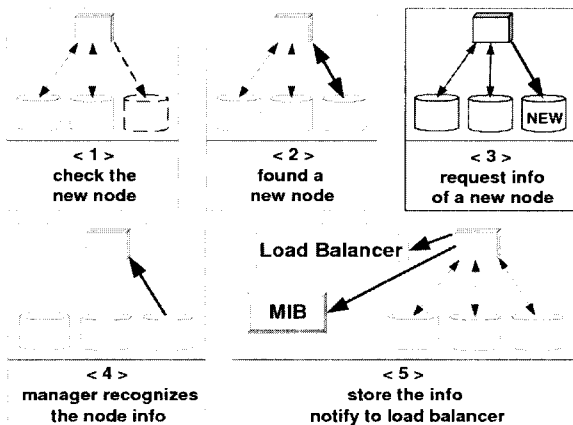 NEW
< 1 >
check the
new node
< 2 >
found a
new node
< 3 >
request info
of a new node
Load Balancer
MIB
< 4 >
manager recognizes
the node info
< 5 >
store the info
notify to load balancer